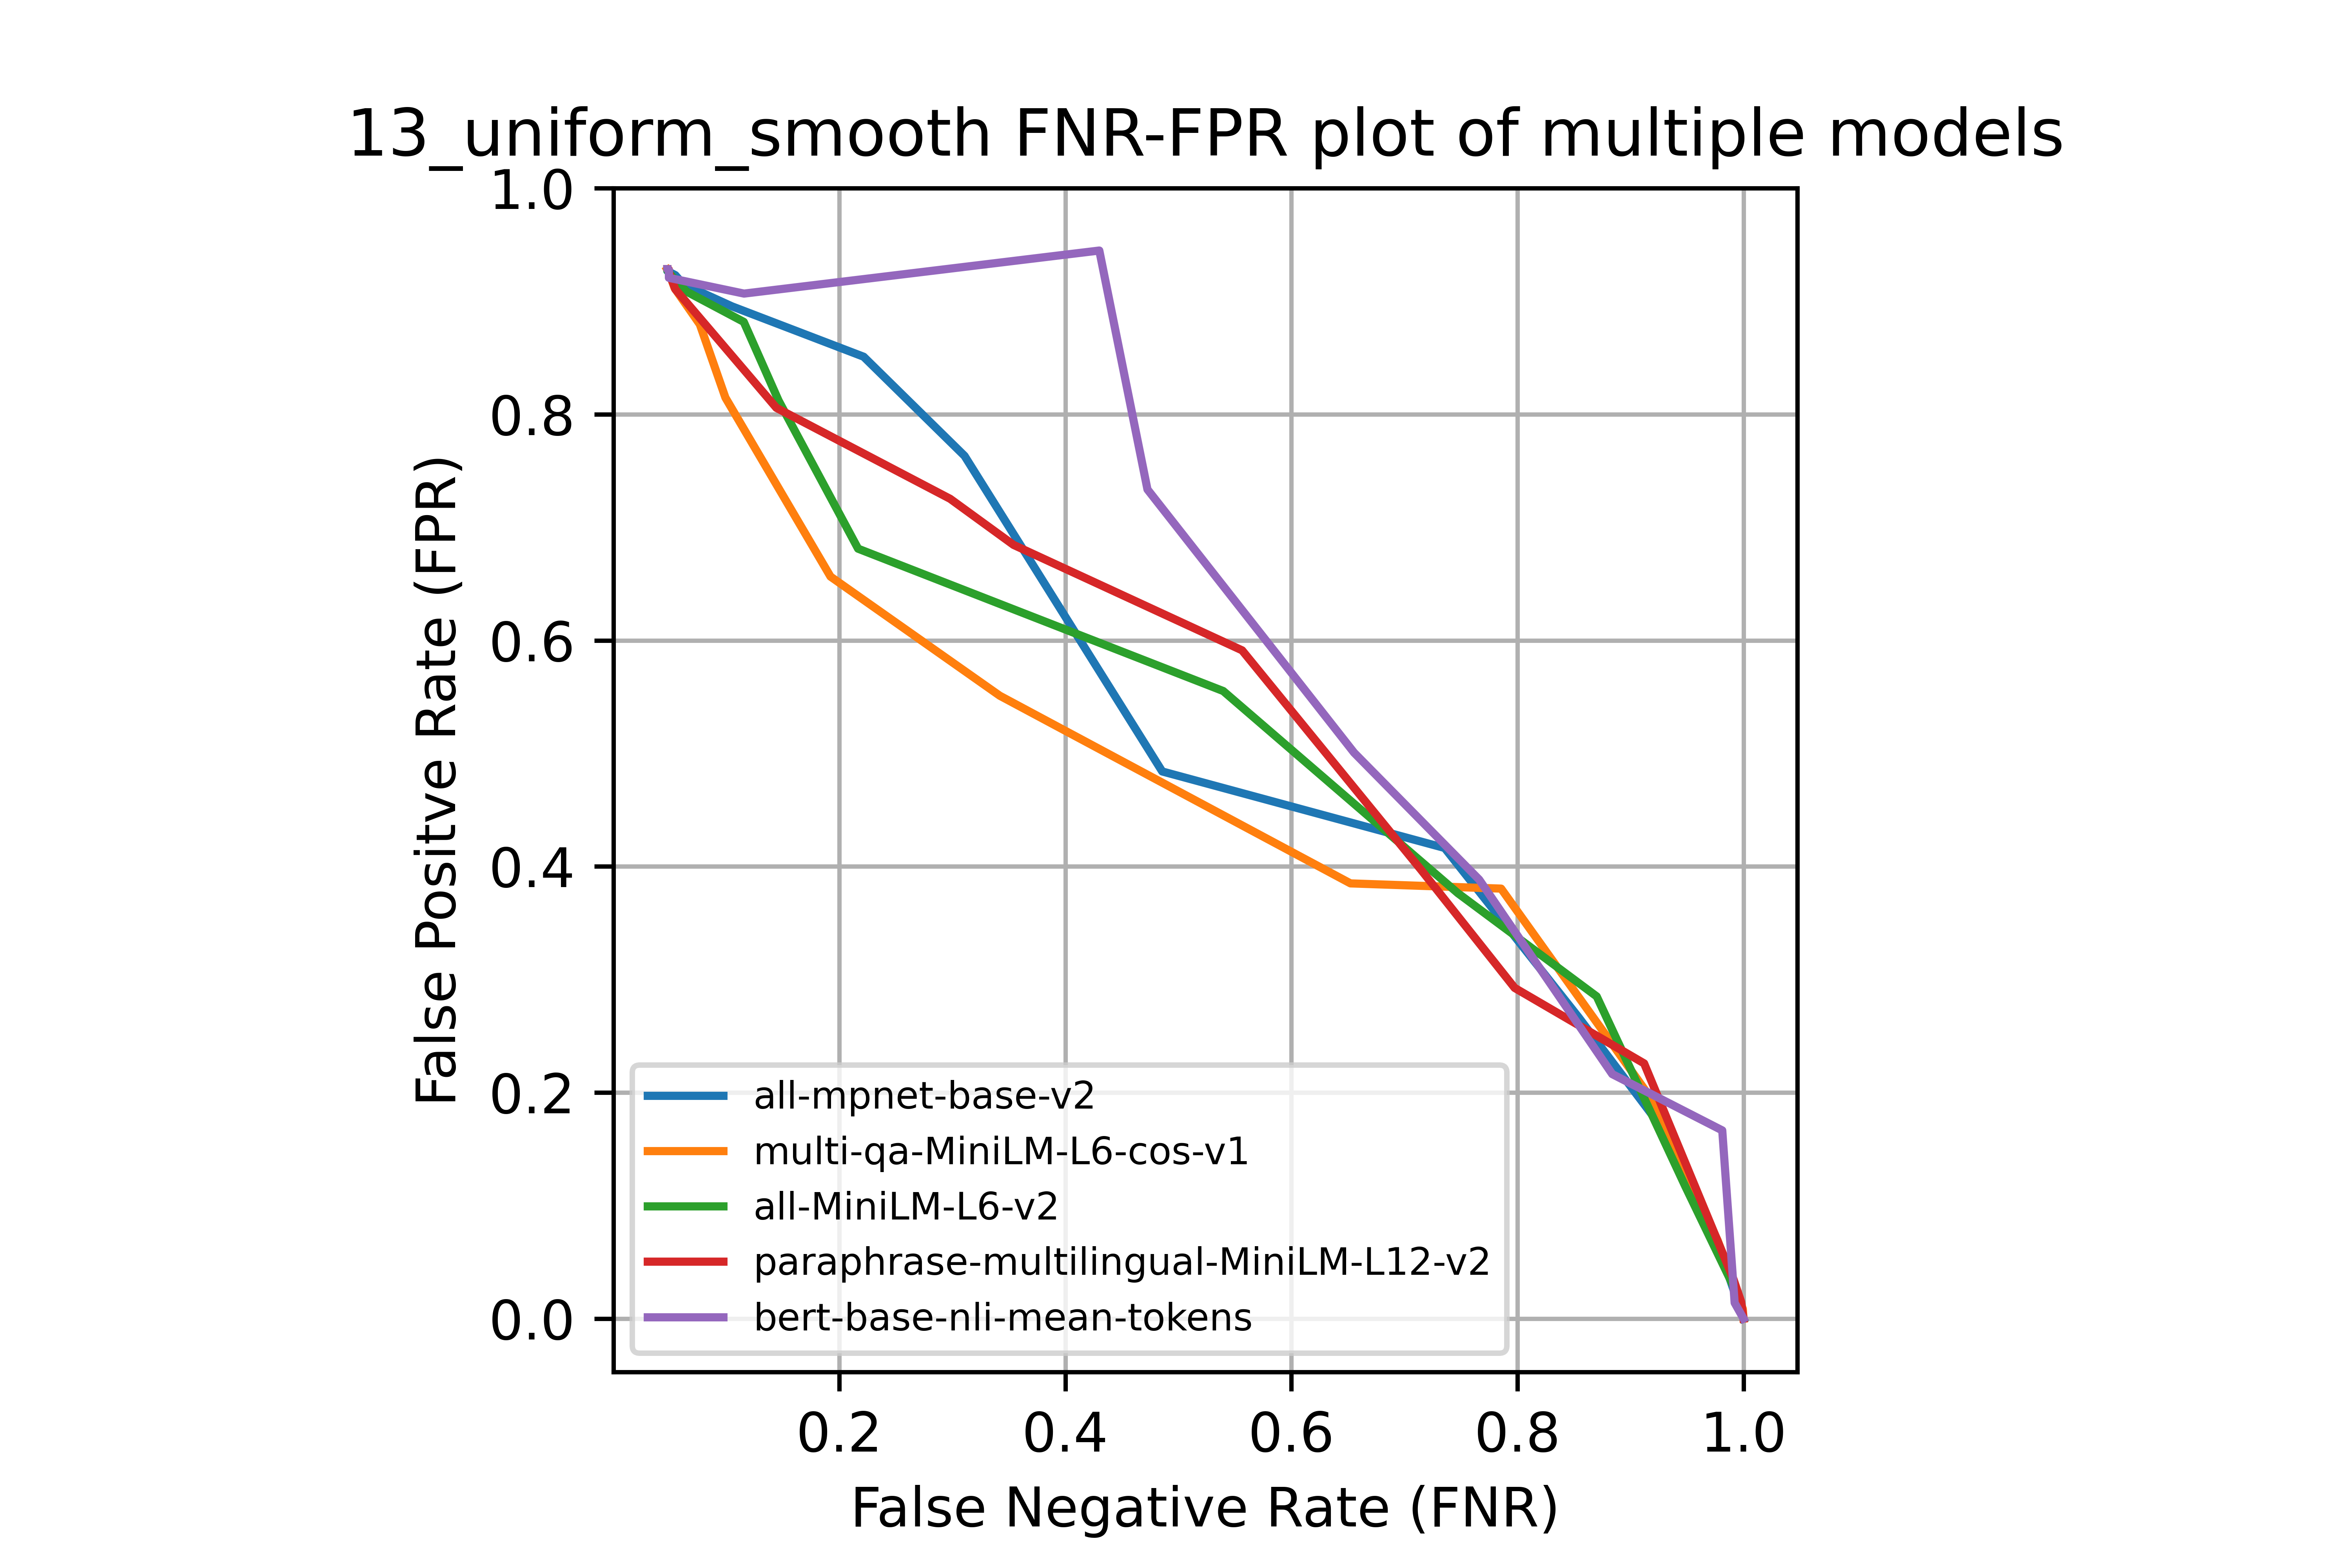 13_uniform_smooth FNR-FPR plot of multiple models
1.0
0.8
0.6
0.4
0.2
0.0
False Positve Rate (FPR)
all-mpnet-base-v2
multi-qa-MiniLM-L6-cos-v1
all-MiniLM-L6-v2
paraphrase-multilingual-MiniLM-L12-v2
bert-base-nli-mean-tokens
0.2 0.4 0.6 0.8 1.0
False Negative Rate (FNR)